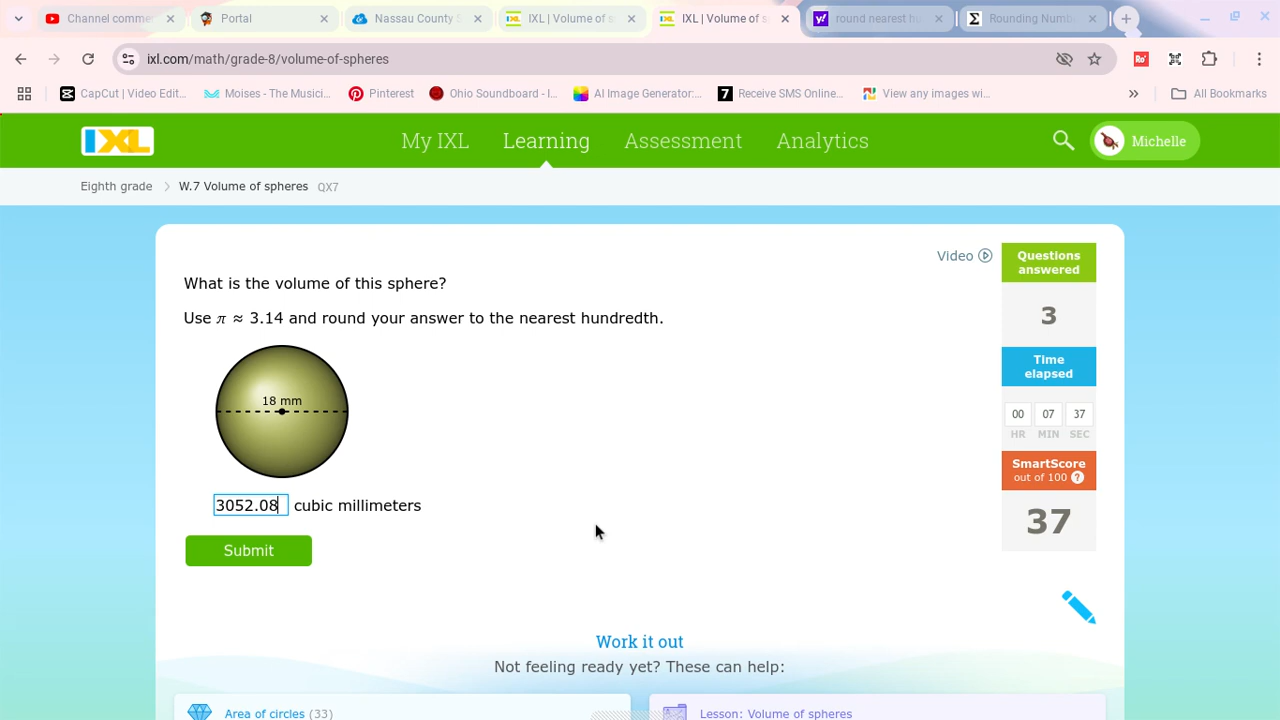 Channel comme
Portal
Nassau County S
IXL | Volume of s
IXL | Volume of s
round nearest hu
Rounding Numb
ixl.com/math/grade-8/volume-of-spheres
CapCut | Video Edit...
Moises - The Musici...
Pinterest
Ohio Soundboard - I...
AI Image Generator:...
Receive SMS Online...
View any images wi...
»
All Bookmarks
IXL
My IXL
Learning
Assessment
Analytics
Michelle
Eighth grade
W.7 Volume of spheres
QX7
Video
What is the volume of this sphere?
Use π ≈ 3.14 and round your answer to the nearest hundredth.
18 mm
3052.08 cubic millimeters
Submit
Questions
answered
3
Time
elapsed
00 07 37
HR MIN SEC
SmartScore
out of 100 ?
37
Work it out
Not feeling ready yet? These can help:
Area of circles (33)
Lesson: Volume of spheres